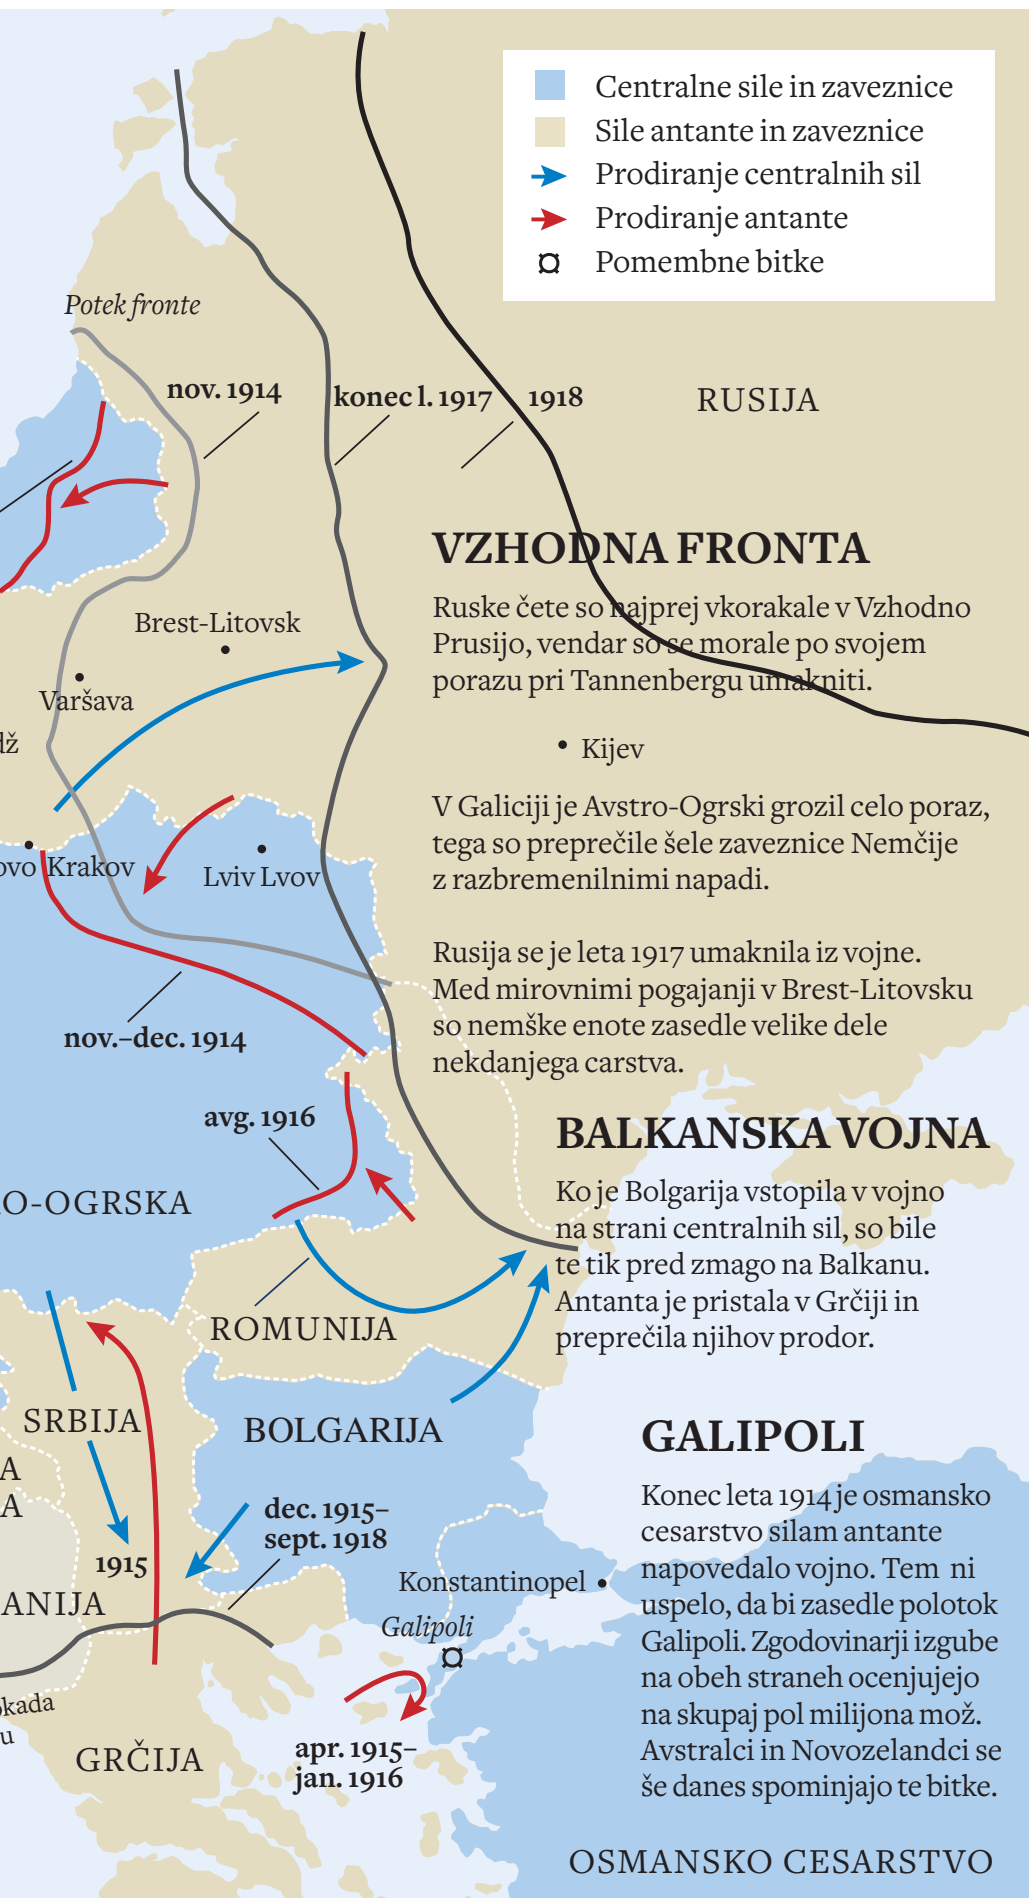 Centralne sile in zaveznice
Sile antante in zaveznice
Prodiranje centralnih sil
Prodiranje antante
Pomembne bitke
Potek fronte
nov. 1914
konec l. 1917
1918
RUSIJA
VZHODNA FRONTA
Ruske čete so najprej vkorakale v Vzhodno
Prusijo, vendar so se morale po svojem
porazu pri Tannenbergu umakniti.
Brest-Litovsk
Varšava
dž
Kijev
V Galiciji je Avstro-Ogrski grozil celo poraz,
tega so preprečile šele zaveznice Nemčije
z razbremenilnimi napadi.
ovo Krakov
Lviv Lvov
Rusija se je leta 1917 umaknila iz vojne.
Med mirovnimi pogajanji v Brest-Litovsku
so nemške enote zasedle velike dele
nekdanjega carstva.
nov.–dec. 1914
avg. 1916
O-OGRSKA
BALKANSKA VOJNA
Ko je Bolgarija vstopila v vojno
na strani centralnih sil, so bile
te tik pred zmago na Balkanu.
Antanta je pristala v Grčiji in
preprečila njihov prodor.
ROMUNIJA
SRBIJA
BOLGARIJA
A
A
GALIPOLI
Konec leta 1914 je osmansko
cesarstvo silam antante
napovedalo vojno. Tem ni
uspelo, da bi zasedle polotok
Galipoli. Zgodovinarji izgube
na obeh straneh ocenjujejo
na skupaj pol milijona mož.
Avstralci in Novozelandci se
še danes spominjajo te bitke.
dec. 1915–
sept. 1918
1915
Konstantinopel
ANIJA
Galipoli
okada
u
GRČIJA
apr. 1915–
jan. 1916
OSMANSKO CESARSTVO